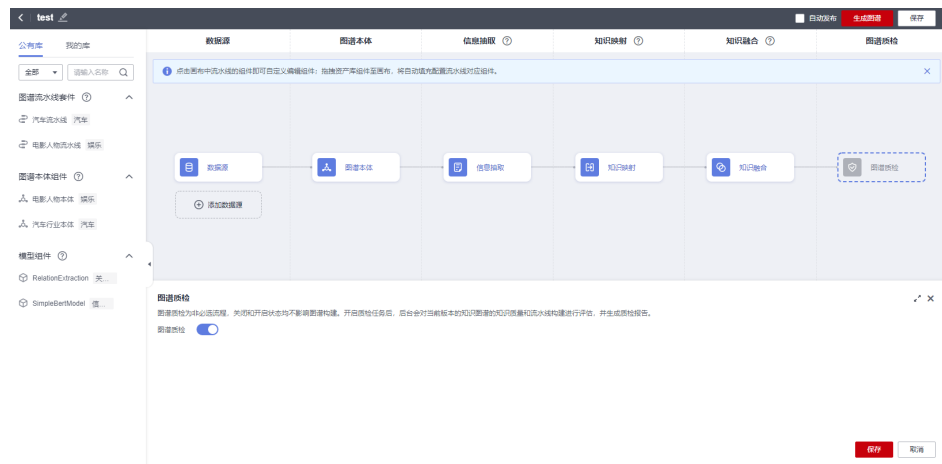 test 自动发布 生成图谱 保存
公有库 我的库
全部 请输入名称
图谱流水线套件
汽车流水线 汽车
电影人物流水线 娱乐
图谱本体组件
电影人物本体 娱乐
汽车行业本体 汽车
模型组件
RelationExtraction 关...
SimpleBertModel 信...
数据源 图谱本体 信息抽取 知识映射 知识融合 图谱质检
点击画布中流水线的组件即可自定义编辑组件；拖拽资产库组件至画布，将自动填充配置流水线对应组件。
数据源 图谱本体 信息抽取 知识映射 知识融合 图谱质检
添加数据源
图谱质检
图谱质检为非必选流程，关闭和开启状态均不影响图谱构建。开启质检任务后，后台会对当前版本的知识图谱的知识质量和流水线构建进行评估，并生成质检报告。
图谱质检
保存 取消